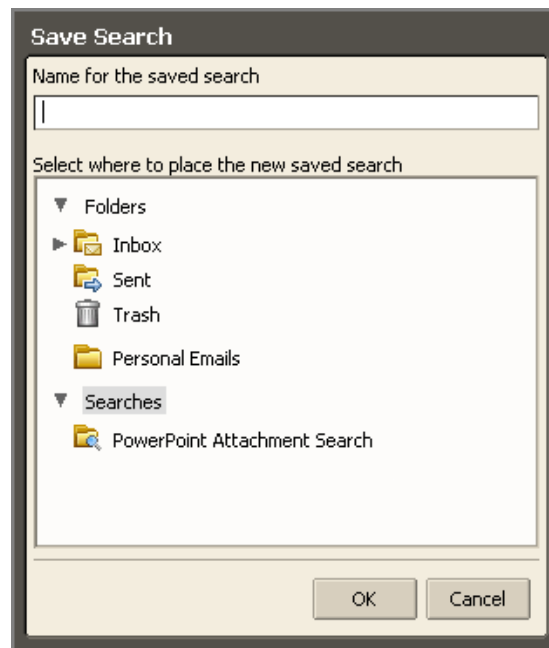 Save Search
Name for the saved search
Select where to place the new saved search
Folders
Inbox
Sent
Trash
Personal Emails
Searches
PowerPoint Attachment Search
OK Cancel